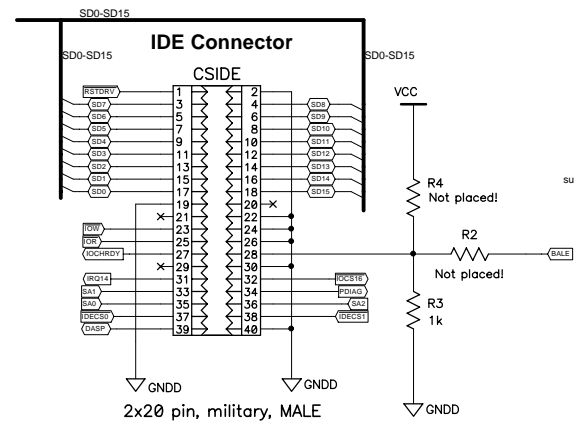 SD0-SD15
IDE Connector
SD0-SD15
SD0-SD15
CSIDE
RSTDRV 1 2
SD7 3 4 SD8
SD6 5 6 SD9
SD5 7 8 SD10
SD4 9 10 SD11
SD3 11 12 SD12
SD2 13 14 SD13
SD1 15 16 SD14
SD0 17 18 SD15
19 20
21 22
IOW 23 24
IOR 25 26
IOCHRDY 27 28
29 30
IRQ14 31 32 IOCS16
SA1 33 34 PDIAG
SA0 35 36 SA2
IDECS0 37 38 IDECS1
DASP 39 40
VCC
su
R4
Not placed!
R2
BALE
Not placed!
R3
1k
GNDD
GNDD
GNDD
2x20 pin, military, MALE